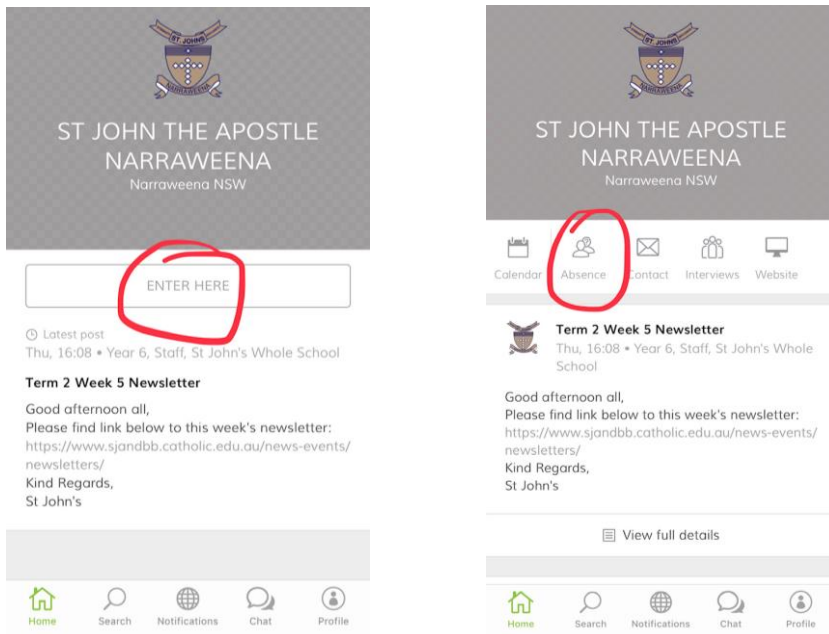 ST. JOHNS
NARRAWEENA
ST JOHN THE APOSTLE
NARRAWEENA
Narraweena NSW
ENTER HERE
Latest post
Thu, 16:08 • Year 6, Staff, St John's Whole School
Term 2 Week 5 Newsletter
Good afternoon all,
Please find link below to this week's newsletter:
https://www.sjandbb.catholic.edu.au/news-events/
newsletters/
Kind Regards,
St John's
Home Search Notifications Chat Profile
ST. JOHNS
NARRAWEENA
ST JOHN THE APOSTLE
NARRAWEENA
Narraweena NSW
Calendar Absence Contact Interviews Website
Term 2 Week 5 Newsletter
Thu, 16:08 • Year 6, Staff, St John's Whole
School
Good afternoon all,
Please find link below to this week's newsletter:
https://www.sjandbb.catholic.edu.au/news-events/
newsletters/
Kind Regards,
St John's
View full details
Home Search Notifications Chat Profile